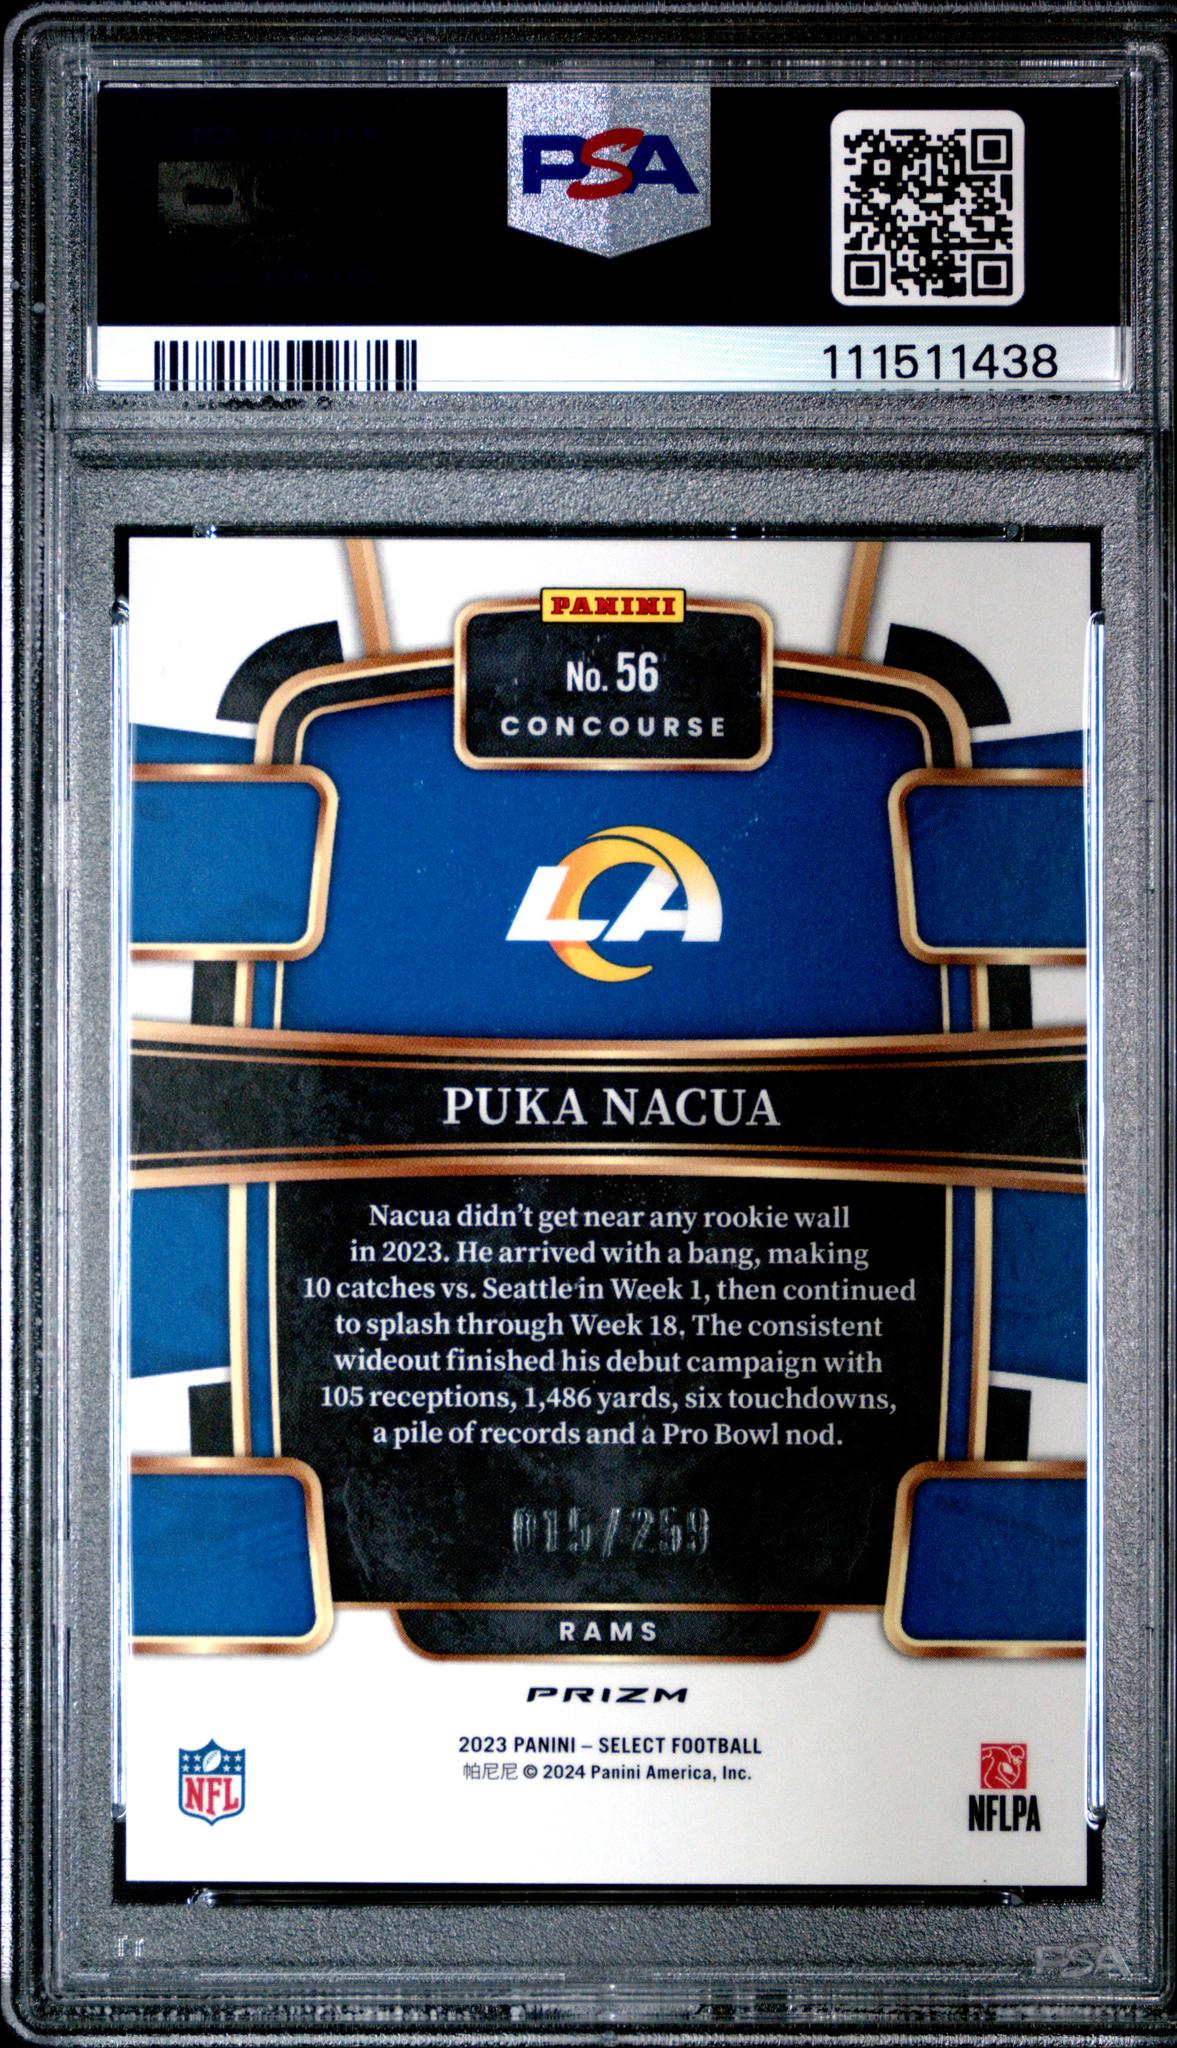 PSA
111511438
PANINI
No. 56
CONCOURSE
LA
PUKA NACUA
Nacua didn't get near any rookie wall
in 2023. He arrived with a bang, making
10 catches vs. Seattle in Week 1, then continued
to splash through Week 18. The consistent
wideout finished his debut campaign with
105 receptions, 1,486 yards, six touchdowns,
a pile of records and a Pro Bowl nod.
015/259
RAMS
PRIZM
2023 PANINI – SELECT FOOTBALL
帕尼尼 © 2024 Panini America, Inc.
NFL
NFLPA
PSA